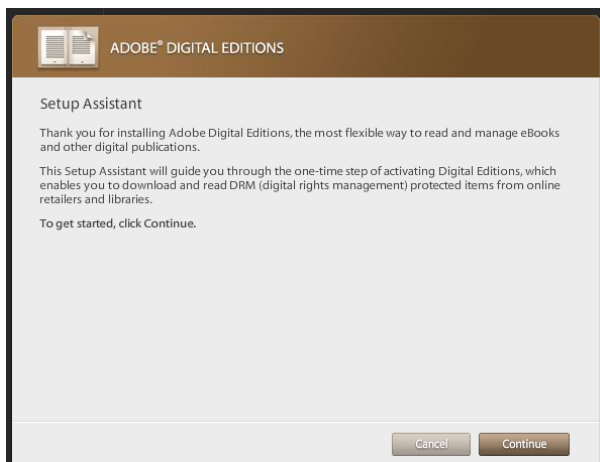 ADOBE® DIGITAL EDITIONS
Setup Assistant
Thank you for installing Adobe Digital Editions, the most flexible way to read and manage eBooks
and other digital publications.
This Setup Assistant will guide you through the one-time step of activating Digital Editions, which
enables you to download and read DRM (digital rights management) protected items from online
retailers and libraries.
To get started, click Continue.
Cancel
Continue